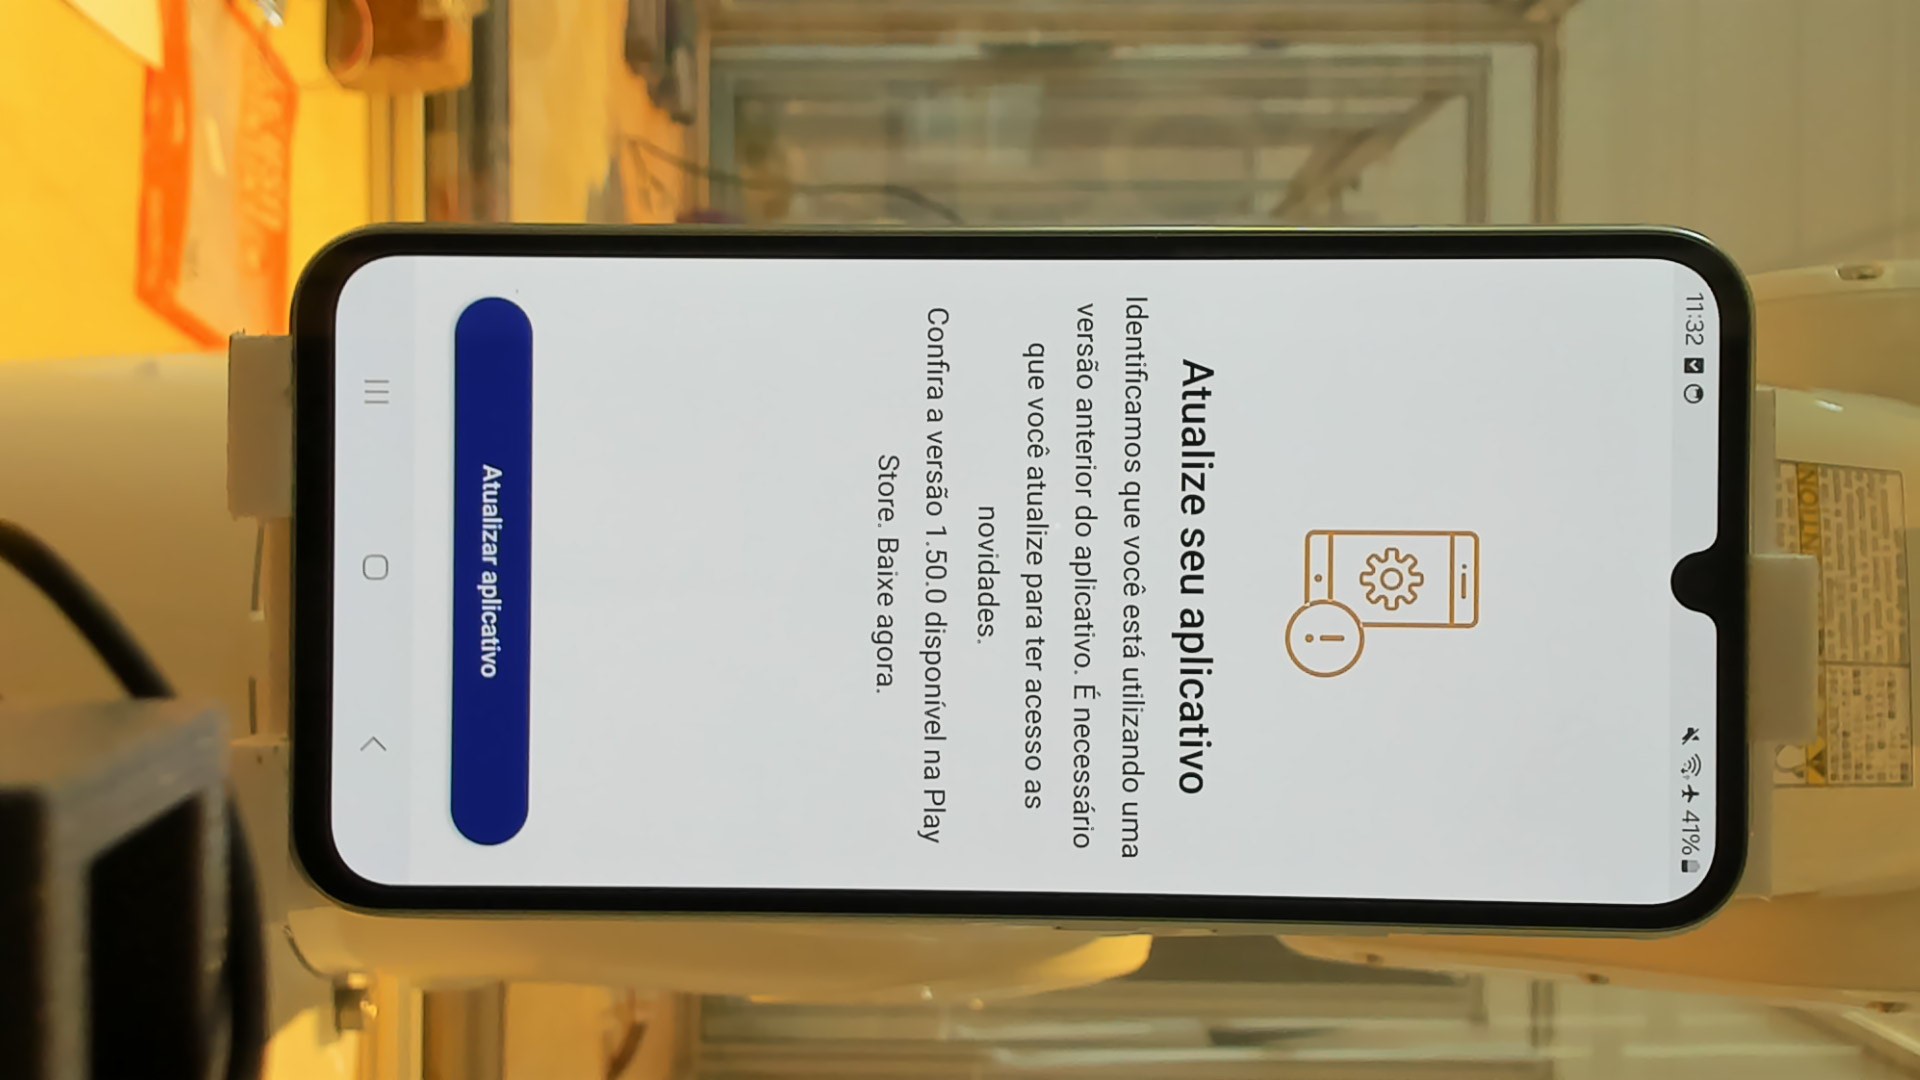 11:32
41%
Atualize seu aplicativo
Identificamos que você está utilizando uma
versão anterior do aplicativo. É necessário
que você atualize para ter acesso as
novidades.
Confira a versão 1.50.0 disponível na Play
Store. Baixe agora.
Atualizar aplicativo